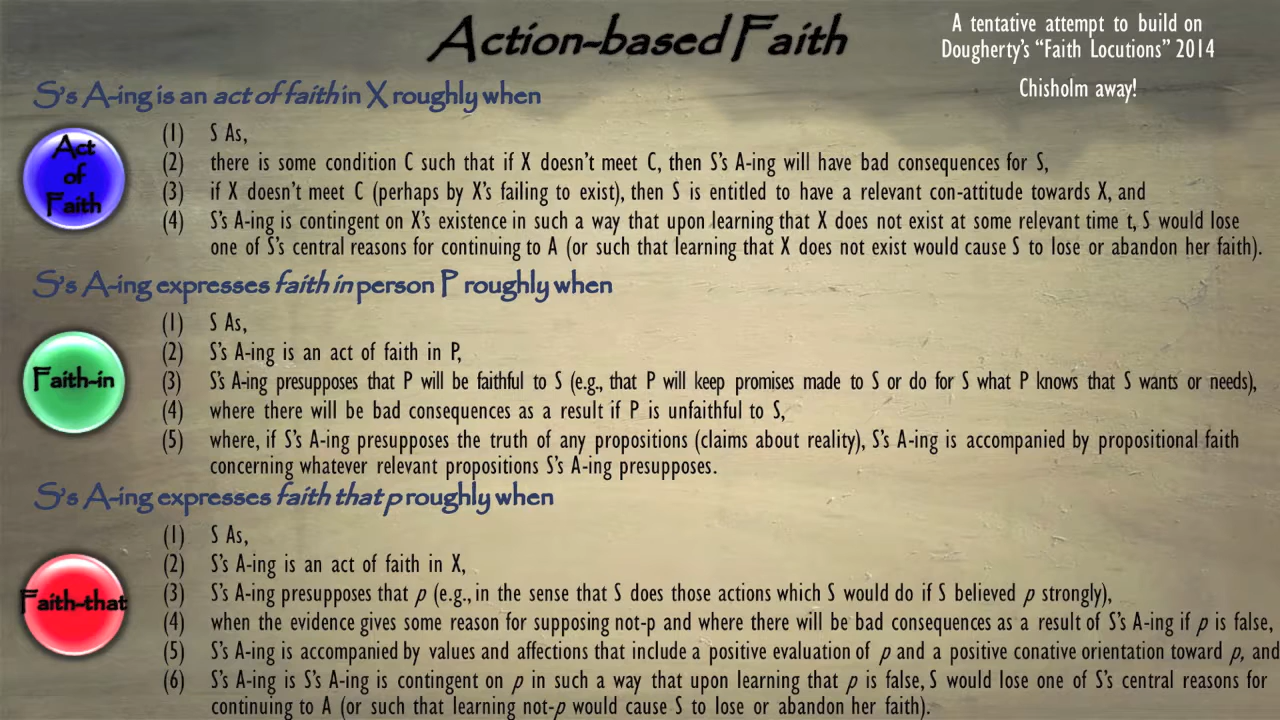 Action-based Faith
A tentative attempt to build on
Dougherty's "Faith Locutions" 2014
Chisholm away!
S's A-ing is an act of faith in X roughly when
Act
of
Faith
(1) S As,
(2) there is some condition C such that if X doesn't meet C, then S's A-ing will have bad consequences for S,
(3) if X doesn't meet C (perhaps by X's failing to exist), then S is entitled to have a relevant con-attitude towards X, and
(4) S's A-ing is contingent on X's existence in such a way that upon learning that X does not exist at some relevant time t, S would lose
one of S's central reasons for continuing to A (or such that learning that X does not exist would cause S to lose or abandon her faith).
S's A-ing expresses faith in person P roughly when
Faith-in
(1) S As,
(2) S's A-ing is an act of faith in P,
(3) S's A-ing presupposes that P will be faithful to S (e.g., that P will keep promises made to S or do for S what P knows that S wants or needs),
(4) where there will be bad consequences as a result if P is unfaithful to S,
(5) where, if S's A-ing presupposes the truth of any propositions (claims about reality), S's A-ing is accompanied by propositional faith
concerning whatever relevant propositions S's A-ing presupposes.
S's A-ing expresses faith that p roughly when
Faith-that
(1) S As,
(2) S's A-ing is an act of faith in X,
(3) S's A-ing presupposes that p (e.g., in the sense that S does those actions which S would do if S believed p strongly),
(4) when the evidence gives some reason for supposing not-p and where there will be bad consequences as a result of S's A-ing if p is false,
(5) S's A-ing is accompanied by values and affections that include a positive evaluation of p and a positive conative orientation toward p, and
(6) S's A-ing is S's A-ing is contingent on p in such a way that upon learning that p is false, S would lose one of S's central reasons for
continuing to A (or such that learning not-p would cause S to lose or abandon her faith).